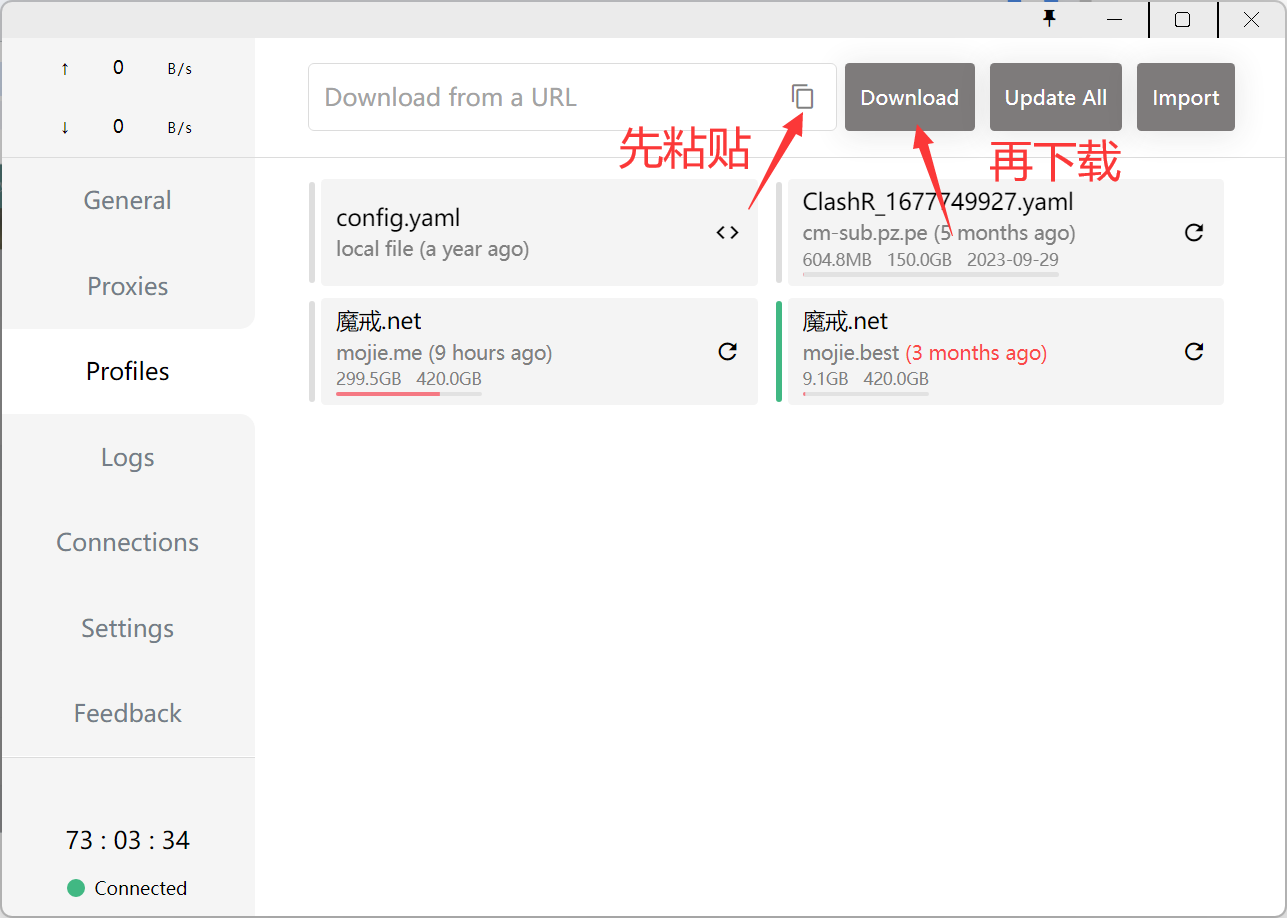 ↑ 0 B/s
↓ 0 B/s
General
Proxies
Profiles
Logs
Connections
Settings
Feedback
73 : 03 : 34
Connected
Download from a URL
Download
Update All
Import
先粘贴
再下载
config.yaml
local file (a year ago)
ClashR_1677749927.yaml
cm-sub.pz.pe (5 months ago)
604.8MB 150.0GB 2023-09-29
魔戒.net
mojie.me (9 hours ago)
299.5GB 420.0GB
魔戒.net
mojie.best (3 months ago)
9.1GB 420.0GB